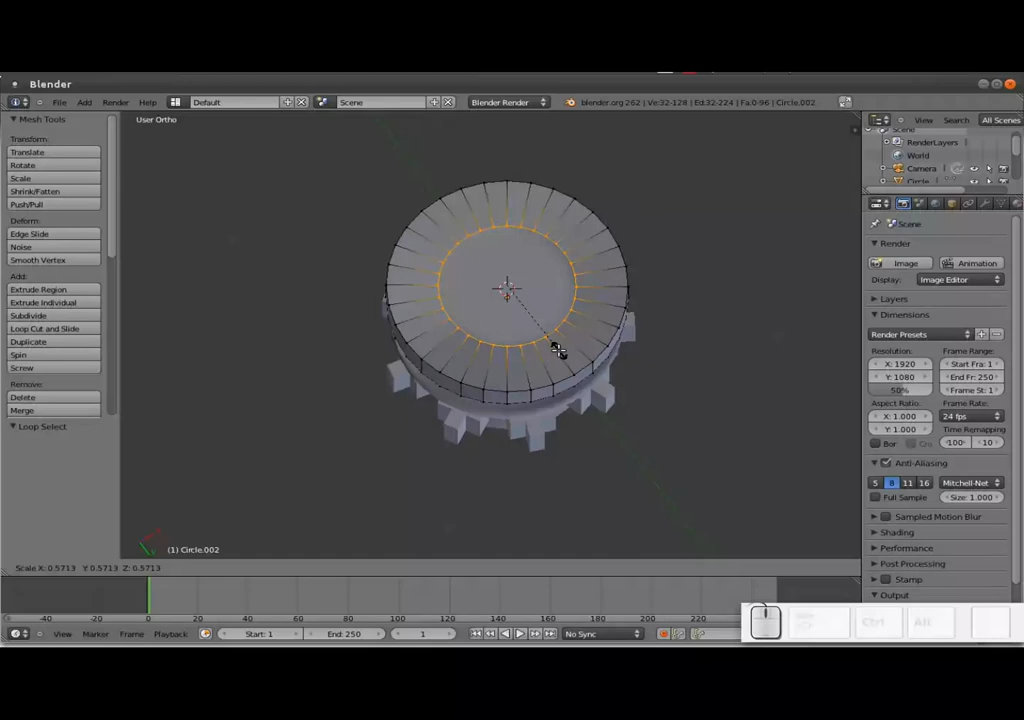 Blender
File Add Render Help Default Scene Blender Render blender.org 262 | Ve:32-128 | Ed:32-224 | Fa:0-96 | Circle.002
Mesh Tools
User Ortho
View Search All Scenes
Transform:
Translate
Rotate
Scale
Shrink/Fatten
Push/Pull
Deform:
Edge Slide
Noise
Smooth Vertex
Add:
Extrude Region
Extrude Individual
Subdivide
Loop Cut and Slide
Duplicate
Spin
Screw
Remove:
Delete
Merge
Loop Select
Scene
RenderLayers
World
Camera
Circle
Scene
Render
Image Animation
Display: Image Editor
Layers
Dimensions
Render Presets
Resolution: Frame Range:
X: 1920 Start Fra: 1
Y: 1080 End Fr: 250
50% Frame St: 1
Aspect Ratio: Frame Rate:
X: 1.000 24 fps
Y: 1.000 Time Remapping
Bor 100 10
Anti-Aliasing
5 8 11 16 Mitchell-Net
Full Sample Size: 1.000
Sampled Motion Blur
Shading
Performance
Post Processing
Stamp
Output
(1) Circle.002
Scale X: 0.5713 Y: 0.5713 Z: 0.5713
-40 -20 0 20 40 60 80 100 120 140 160 180 200 220
View Marker Frame Playback Start: 1 End: 250 1 No Sync
Ctrl Alt